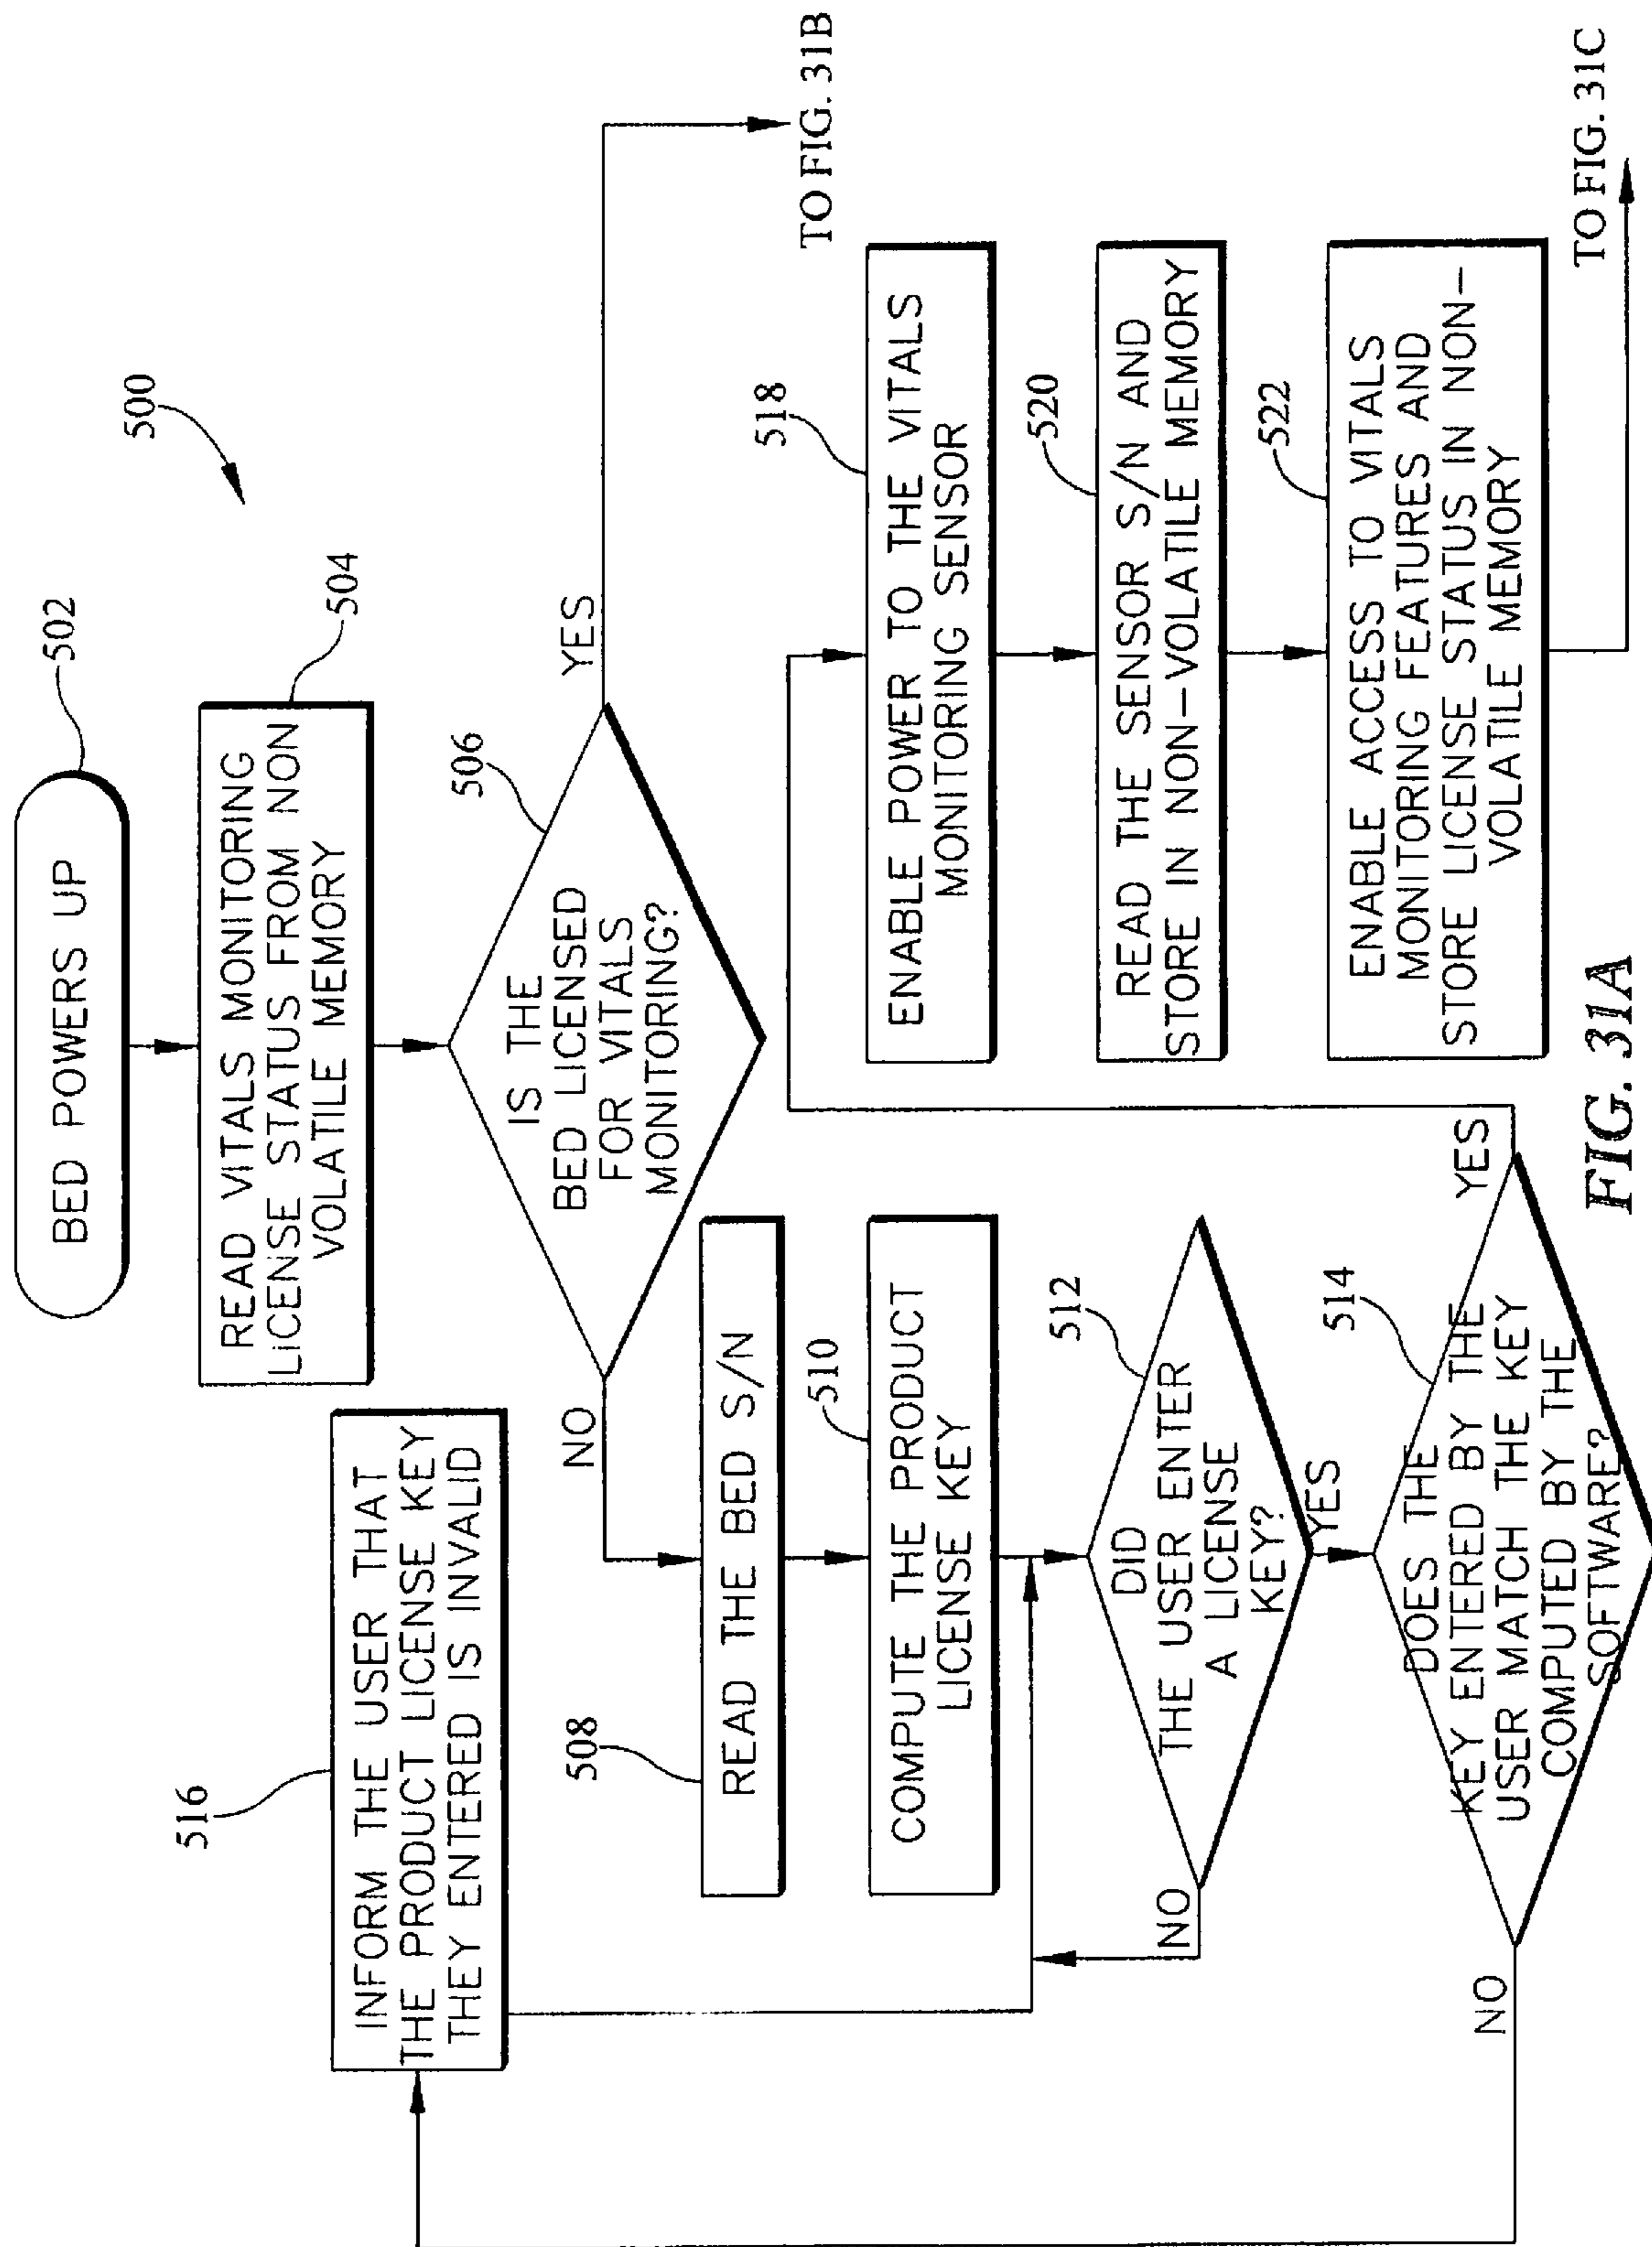 500
502
BED POWERS UP
504
READ VITALS MONITORING
LICENSE STATUS FROM NON
VOLATILE MEMORY
506
IS THE
BED LICENSED
FOR VITALS
MONITORING?
YES
TO FIG. 31B
NO
516
INFORM THE USER THAT
THE PRODUCT LICENSE KEY
THEY ENTERED IS INVALID
508
READ THE BED S/N
510
COMPUTE THE PRODUCT
LICENSE KEY
512
DID
THE USER ENTER
A LICENSE
KEY?
NO
YES
514
DOES THE
KEY ENTERED BY THE
USER MATCH THE KEY
COMPUTED BY THE
SOFTWARE?
NO
YES
518
ENABLE POWER TO THE VITALS
MONITORING SENSOR
520
READ THE SENSOR S/N AND
STORE IN NON-VOLATILE MEMORY
522
ENABLE ACCESS TO VITALS
MONITORING FEATURES AND
STORE LICENSE STATUS IN NON-
VOLATILE MEMORY
TO FIG. 31C
FIG. 31A